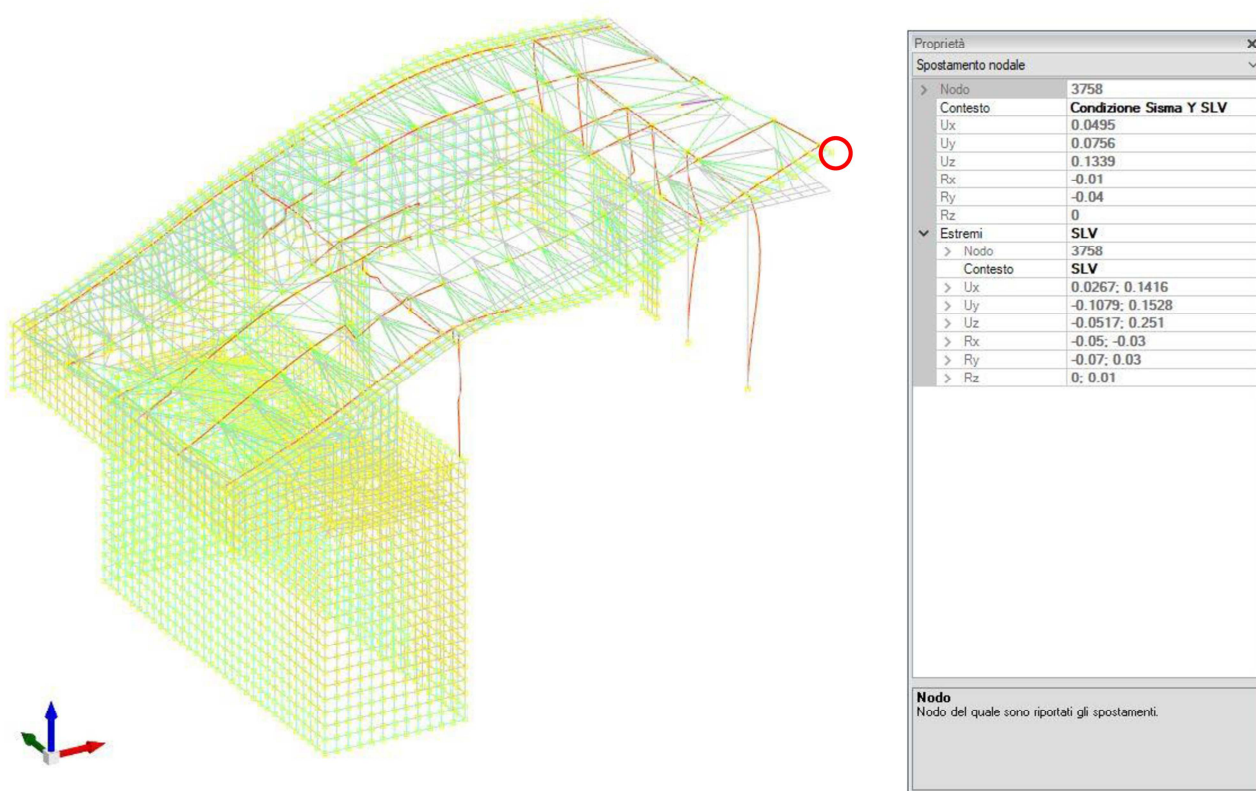 Proprietà
Spostamento nodale
Nodo 3758
Contesto Condizione Sisma Y SLV
Ux 0.0495
Uy 0.0756
Uz 0.1339
Rx -0.01
Ry -0.04
Rz 0
Estremi SLV
Nodo 3758
Contesto SLV
Ux 0.0267; 0.1416
Uy -0.1079; 0.1528
Uz -0.0517; 0.251
Rx -0.05; -0.03
Ry -0.07; 0.03
Rz 0; 0.01
Nodo
Nodo del quale sono riportati gli spostamenti.